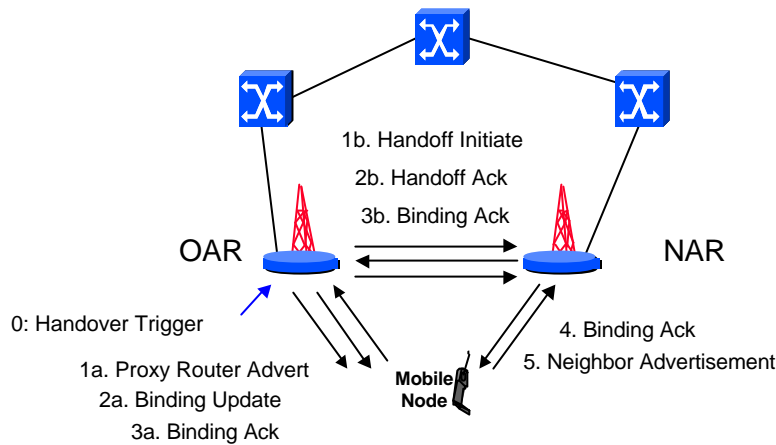 1b. Handoff Initiate
2b. Handoff Ack
3b. Binding Ack
OAR
NAR
0: Handover Trigger
1a. Proxy Router Advert
2a. Binding Update
3a. Binding Ack
Mobile
Node
4. Binding Ack
5. Neighbor Advertisement